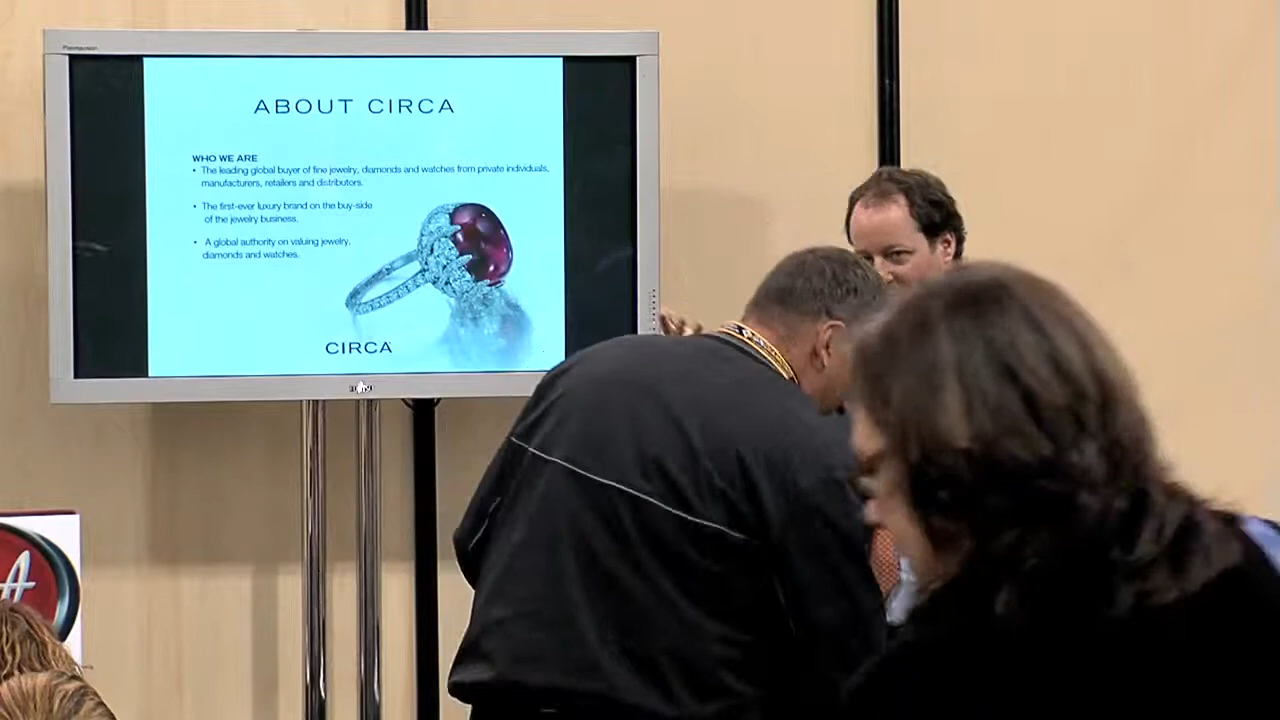 ABOUT CIRCA
WHO WE ARE
• The leading global buyer of fine jewelry, diamonds and watches from private individuals,
manufacturers, retailers and distributors.
• The first-ever luxury brand on the buy-side
of the jewelry business.
• A global authority on valuing jewelry,
diamonds and watches.
CIRCA
A